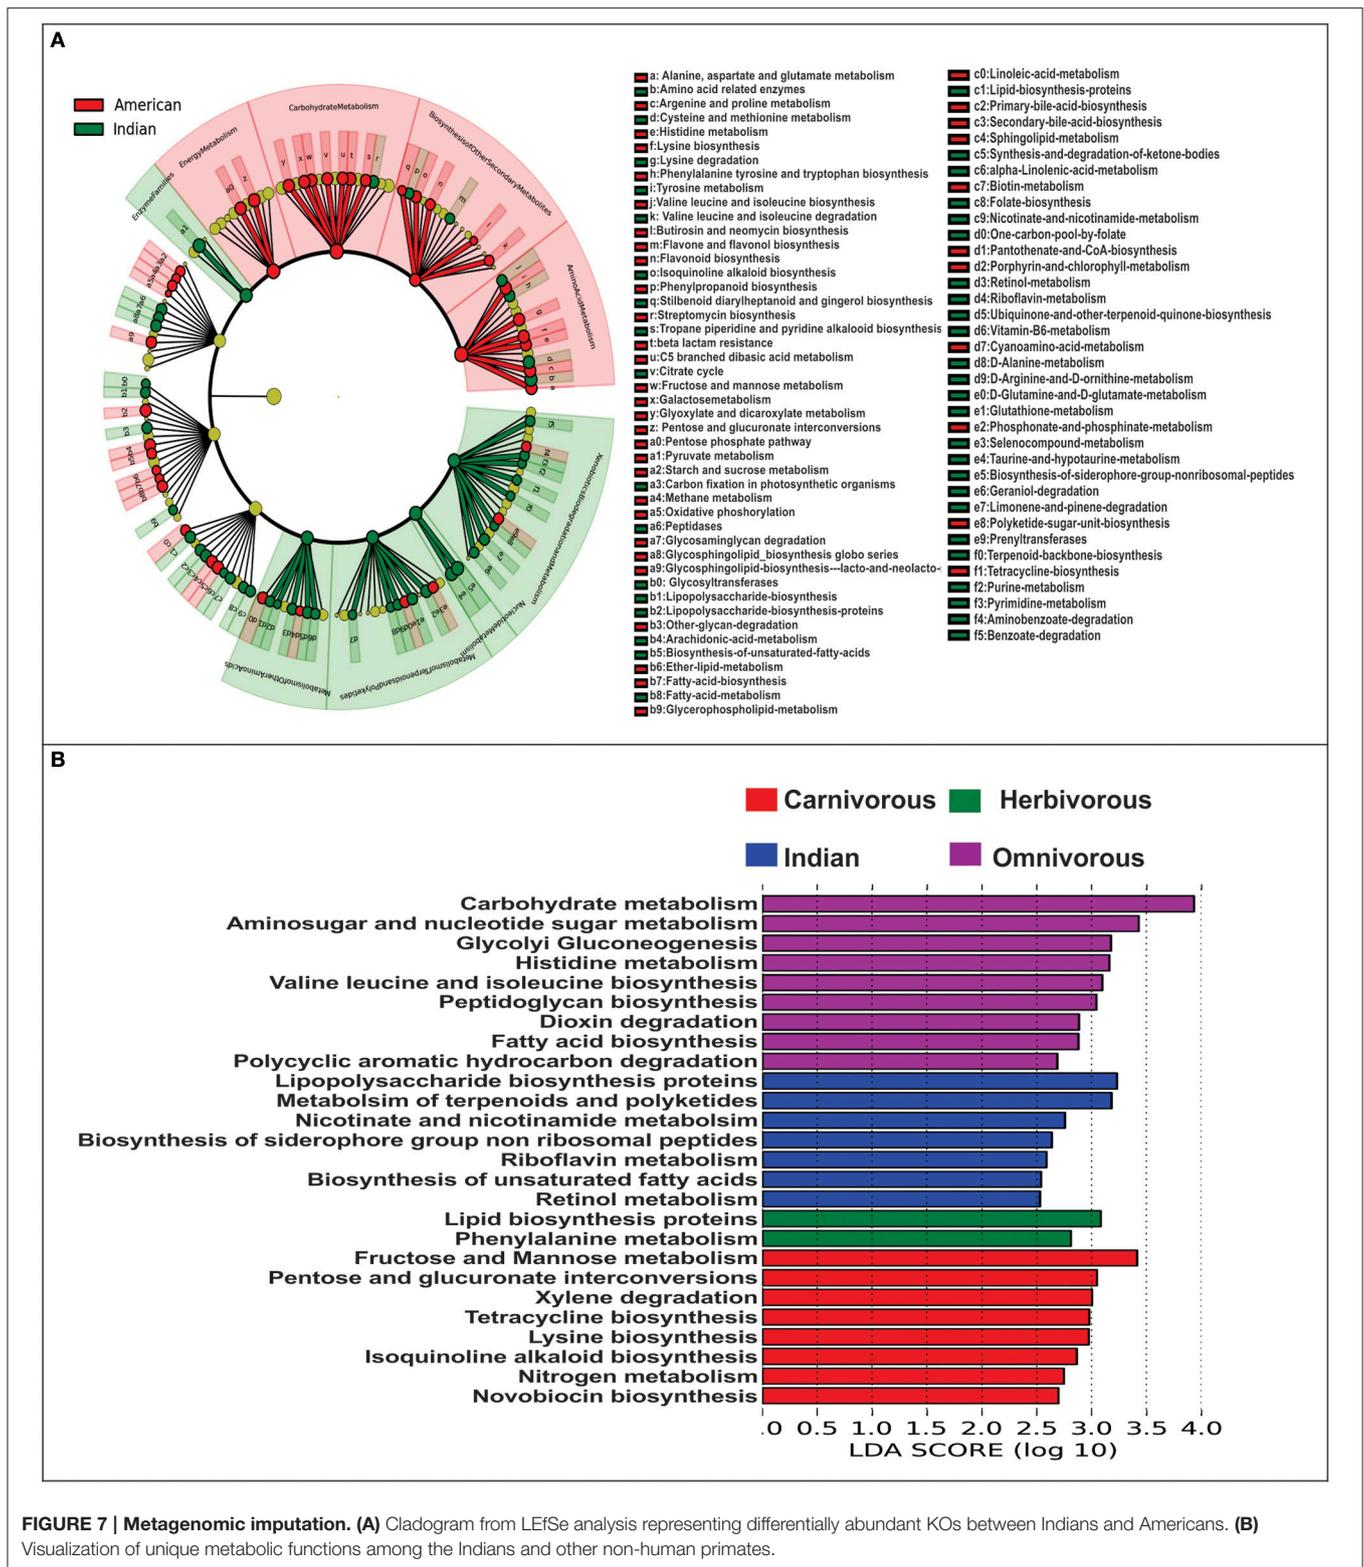 A
American
Indian
CarbohydrateMetabolism
BiosynthesisofOtherSecondaryMetabolites
EnergyMetabolism
EnzymeFamilies
AminoAcidMetabolism
XenobioticsBiodegradationandMetabolism
NucleotideMetabolism
MetabolismofTerpenoidsandPolyketides
MetabolismofOtherAminoAcids
a: Alanine, aspartate and glutamate metabolism
b:Amino acid related enzymes
c:Argenine and proline metabolism
d:Cysteine and methionine metabolism
e:Histidine metabolism
f:Lysine biosynthesis
g:Lysine degradation
h:Phenylalanine tyrosine and tryptophan biosynthesis
i:Tyrosine metabolism
j:Valine leucine and isoleucine biosynthesis
k: Valine leucine and isoleucine degradation
l:Butirosin and neomycin biosynthesis
m:Flavone and flavonol biosynthesis
n:Flavonoid biosynthesis
o:Isoquinoline alkaloid biosynthesis
p:Phenylpropanoid biosynthesis
q:Stilbenoid diarylheptanoid and gingerol biosynthesis
r:Streptomycin biosynthesis
s:Tropane piperidine and pyridine alkalooid biosynthesis
t:beta lactam resistance
u:C5 branched dibasic acid metabolism
v:Citrate cycle
w:Fructose and mannose metabolism
x:Galactosemetabolism
y:Glyoxylate and dicaroxylate metabolism
z: Pentose and glucuronate interconversions
a0:Pentose phosphate pathway
a1:Pyruvate metabolism
a2:Starch and sucrose metabolism
a3:Carbon fixation in photosynthetic organisms
a4:Methane metabolism
a5:Oxidative phoshorylation
a6:Peptidases
a7:Glycosaminglycan degradation
a8:Glycosphingolipid_biosynthesis globo series
a9:Glycosphingolipid-biosynthesis---lacto-and-neolacto-
b0: Glycosyltransferases
b1:Lipopolysaccharide-biosynthesis
b2:Lipopolysaccharide-biosynthesis-proteins
b3:Other-glycan-degradation
b4:Arachidonic-acid-metabolism
b5:Biosynthesis-of-unsaturated-fatty-acids
b6:Ether-lipid-metabolism
b7:Fatty-acid-biosynthesis
b8:Fatty-acid-metabolism
b9:Glycerophospholipid-metabolism
c0:Linoleic-acid-metabolism
c1:Lipid-biosynthesis-proteins
c2:Primary-bile-acid-biosynthesis
c3:Secondary-bile-acid-biosynthesis
c4:Sphingolipid-metabolism
c5:Synthesis-and-degradation-of-ketone-bodies
c6:alpha-Linolenic-acid-metabolism
c7:Biotin-metabolism
c8:Folate-biosynthesis
c9:Nicotinate-and-nicotinamide-metabolism
d0:One-carbon-pool-by-folate
d1:Pantothenate-and-CoA-biosynthesis
d2:Porphyrin-and-chlorophyll-metabolism
d3:Retinol-metabolism
d4:Riboflavin-metabolism
d5:Ubiquinone-and-other-terpenoid-quinone-biosynthesis
d6:Vitamin-B6-metabolism
d7:Cyanoamino-acid-metabolism
d8:D-Alanine-metabolism
d9:D-Arginine-and-D-ornithine-metabolism
e0:D-Glutamine-and-D-glutamate-metabolism
e1:Glutathione-metabolism
e2:Phosphonate-and-phosphinate-metabolism
e3:Selenocompound-metabolism
e4:Taurine-and-hypotaurine-metabolism
e5:Biosynthesis-of-siderophore-group-nonribosomal-peptides
e6:Geraniol-degradation
e7:Limonene-and-pinene-degradation
e8:Polyketide-sugar-unit-biosynthesis
e9:Prenyltransferases
f0:Terpenoid-backbone-biosynthesis
f1:Tetracycline-biosynthesis
f2:Purine-metabolism
f3:Pyrimidine-metabolism
f4:Aminobenzoate-degradation
f5:Benzoate-degradation
B
Carnivorous
Herbivorous
Indian
Omnivorous
Carbohydrate metabolism
Aminosugar and nucleotide sugar metabolism
Glycolyi Gluconeogenesis
Histidine metabolism
Valine leucine and isoleucine biosynthesis
Peptidoglycan biosynthesis
Dioxin degradation
Fatty acid biosynthesis
Polycyclic aromatic hydrocarbon degradation
Lipopolysaccharide biosynthesis proteins
Metabolsim of terpenoids and polyketides
Nicotinate and nicotinamide metabolsim
Biosynthesis of siderophore group non ribosomal peptides
Riboflavin metabolism
Biosynthesis of unsaturated fatty acids
Retinol metabolism
Lipid biosynthesis proteins
Phenylalanine metabolism
Fructose and Mannose metabolism
Pentose and glucuronate interconversions
Xylene degradation
Tetracycline biosynthesis
Lysine biosynthesis
Isoquinoline alkaloid biosynthesis
Nitrogen metabolism
Novobiocin biosynthesis
.0 0.5 1.0 1.5 2.0 2.5 3.0 3.5 4.0
LDA SCORE (log 10)
FIGURE 7 | Metagenomic imputation. (A) Cladogram from LEfSe analysis representing differentially abundant KOs between Indians and Americans. (B)
Visualization of unique metabolic functions among the Indians and other non-human primates.